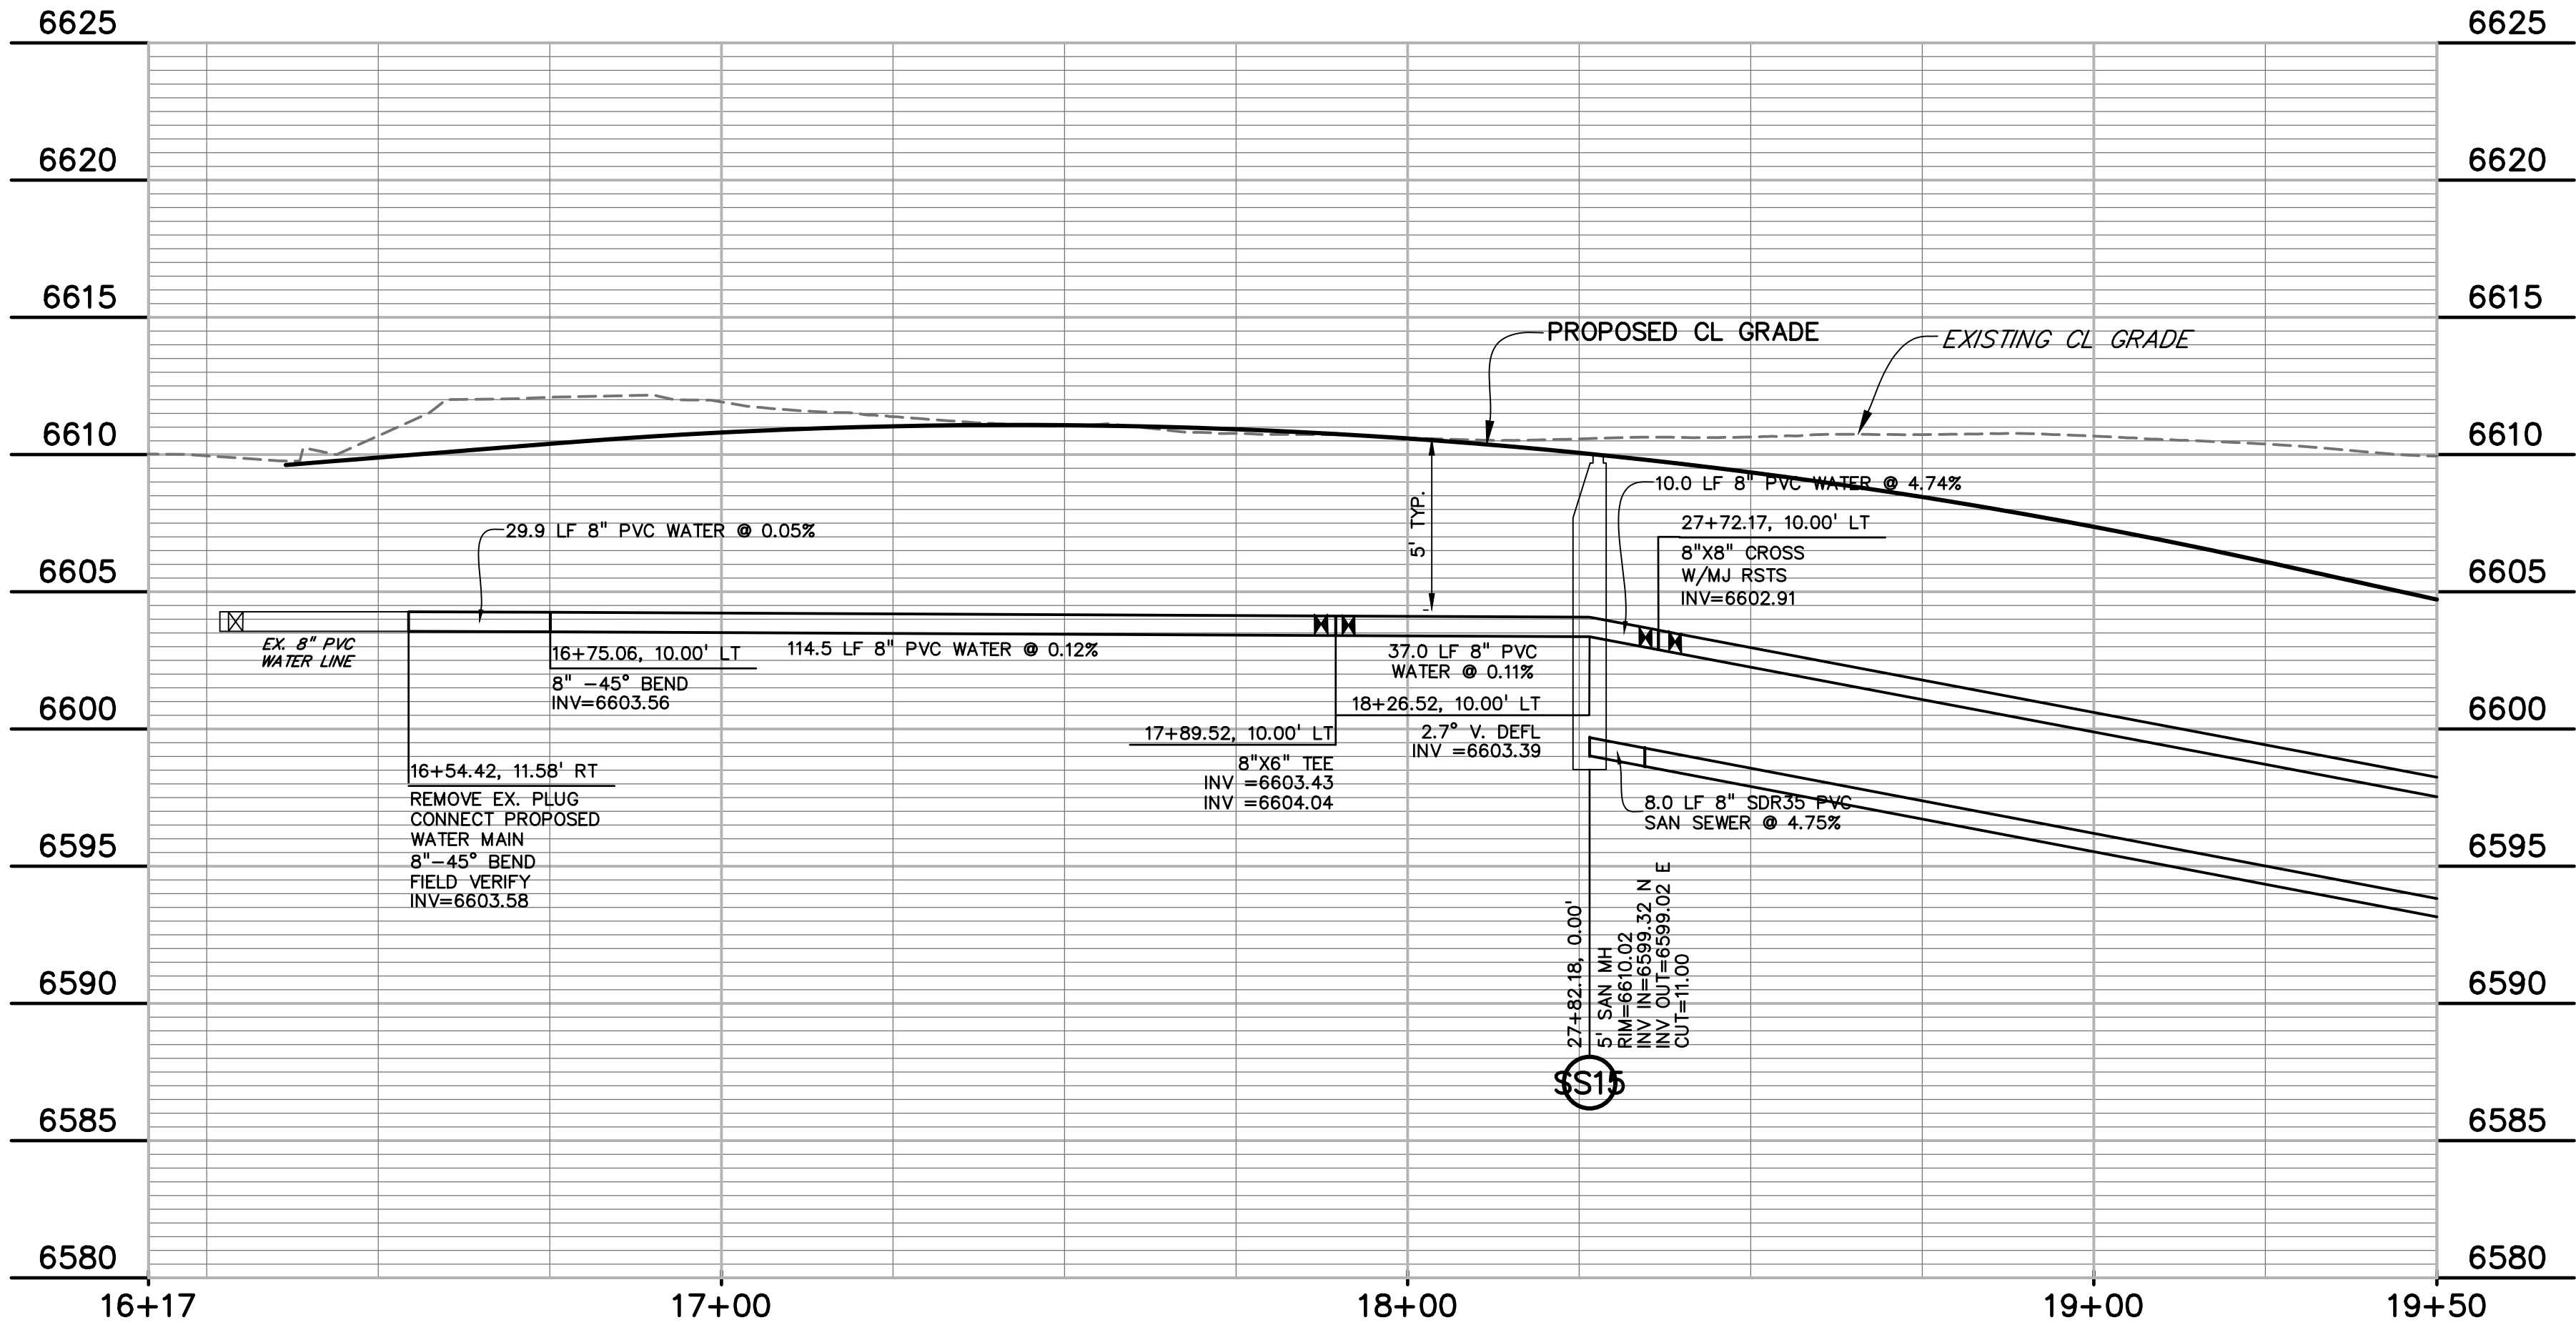 6625
6625
6620
6620
6615
6615
PROPOSED CL GRADE
EXISTING CL GRADE
6610
6610
5' TYP.
10.0 LF 8" PVC WATER @ 4.74%
27+72.17, 10.00' LT
8"X8" CROSS
W/MJ RSTS
INV=6602.91
29.9 LF 8" PVC WATER @ 0.05%
6605
6605
EX. 8" PVC
WATER LINE
16+75.06, 10.00' LT
8" -45° BEND
INV=6603.56
114.5 LF 8" PVC WATER @ 0.12%
37.0 LF 8" PVC
WATER @ 0.11%
18+26.52, 10.00' LT
2.7° V. DEFL
INV =6603.39
6600
6600
17+89.52, 10.00' LT
8"X6" TEE
INV =6603.43
INV =6604.04
16+54.42, 11.58' RT
REMOVE EX. PLUG
CONNECT PROPOSED
WATER MAIN
8"-45° BEND
FIELD VERIFY
INV=6603.58
8.0 LF 8" SDR35 PVC
SAN SEWER @ 4.75%
6595
6595
27+82.18, 0.00'
5' SAN MH
RIM=6610.02
INV IN=6599.32 N
INV OUT=6599.02 E
CUT=11.00
SS15
6590
6590
6585
6585
6580
6580
16+17
17+00
18+00
19+00
19+50